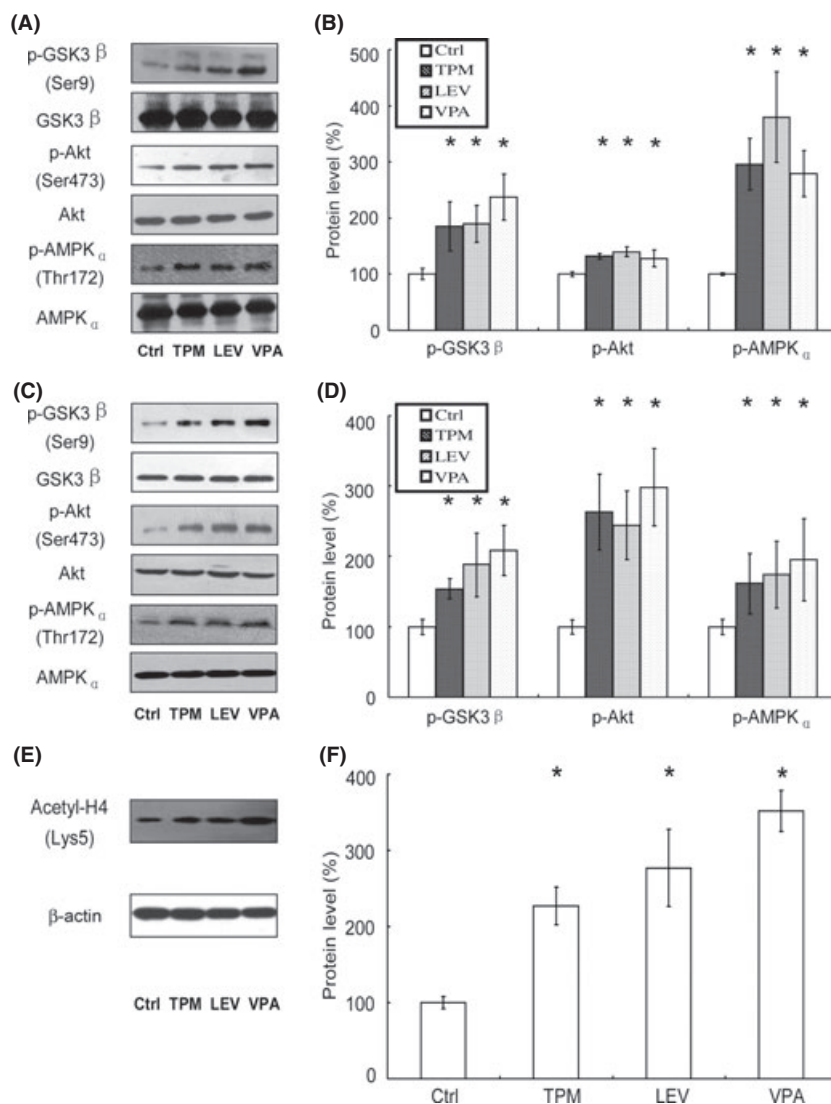 (A)
p-GSK3 β
(Ser9)
GSK3 β
p-Akt
(Ser473)
Akt
p-AMPK α
(Thr172)
AMPK α
Ctrl TPM LEV VPA
(B)
Protein level (%)
500
400
300
200
100
0
Ctrl
TPM
LEV
VPA
* * * * * * * * *
p-GSK3 β p-Akt p-AMPK α
(C)
p-GSK3 β
(Ser9)
GSK3 β
p-Akt
(Ser473)
Akt
p-AMPK α
(Thr172)
AMPK α
Ctrl TPM LEV VPA
(D)
Protein level (%)
400
300
200
100
0
Ctrl
TPM
LEV
VPA
* * * * * * * * *
p-GSK3 β p-Akt p-AMPK α
(E)
Acetyl-H4
(Lys5)
β-actin
Ctrl TPM LEV VPA
(F)
Protein level (%)
400
300
200
100
0
* * *
Ctrl TPM LEV VPA